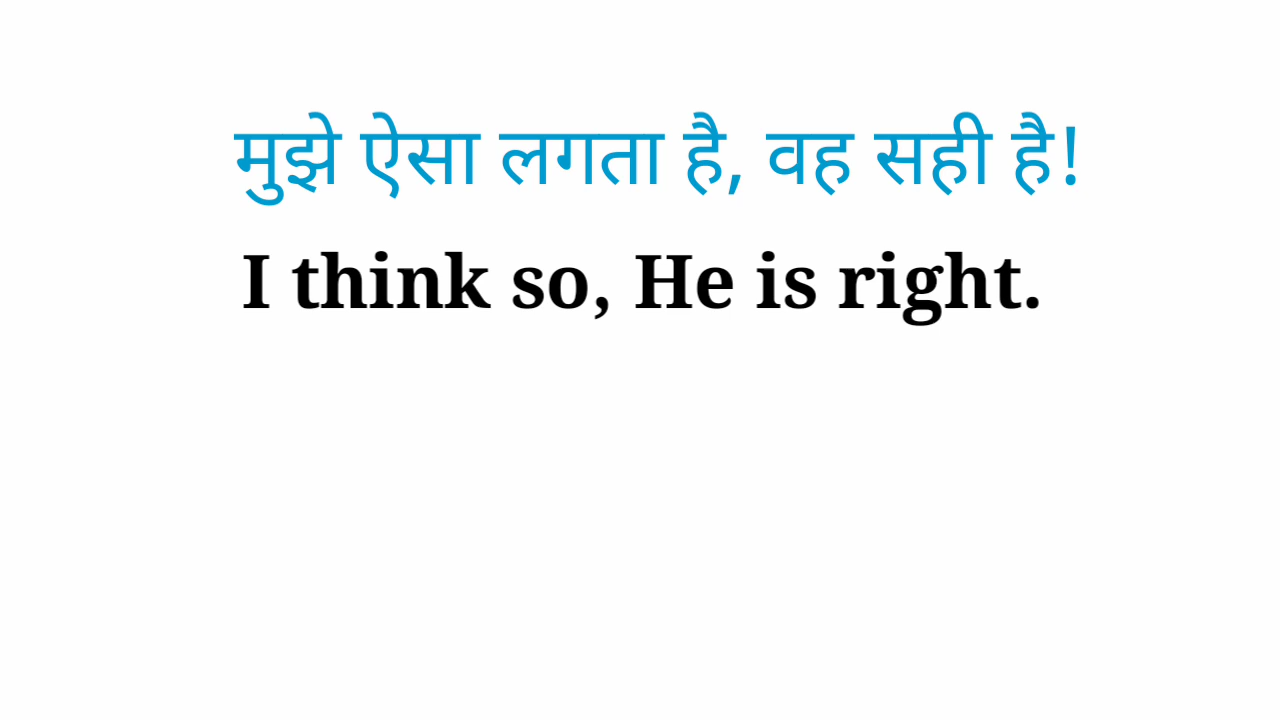 मुझे ऐसा लगता है, वह सही है!
I think so, He is right.